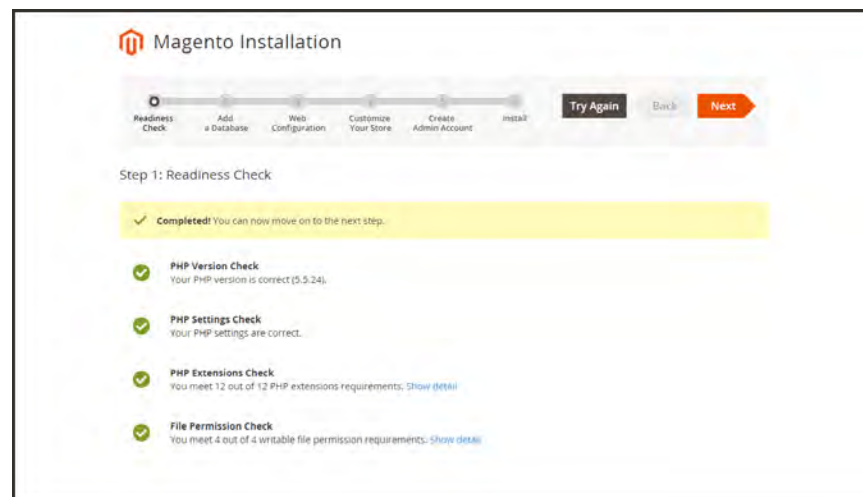 Magento Installation
Readiness Check
Add a Database
Web Configuration
Customize Your Store
Create Admin Account
Install
Try Again
Back
Next
Step 1: Readiness Check
Completed! You can now move on to the next step.
PHP Version Check
Your PHP version is correct (5.5.24).
PHP Settings Check
Your PHP settings are correct.
PHP Extensions Check
You meet 12 out of 12 PHP extensions requirements. Show detail
File Permission Check
You meet 4 out of 4 writable file permission requirements. Show detail